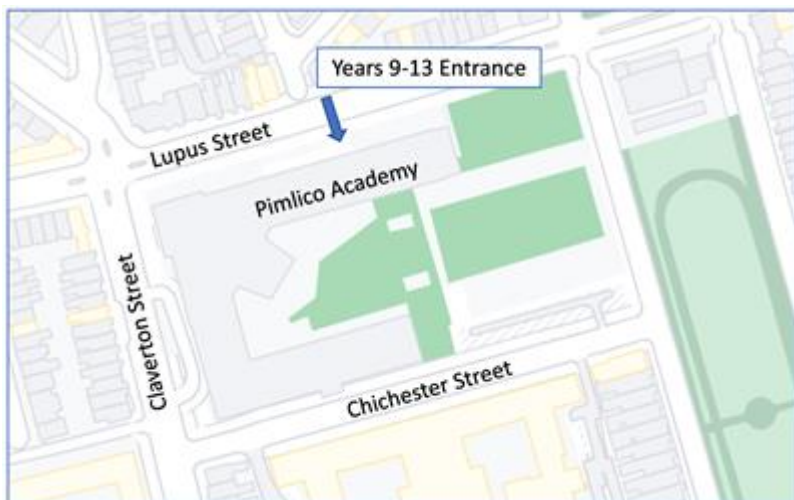 Years 9-13 Entrance
Lupus Street
Pimlico Academy
Claverton Street
Chichester Street